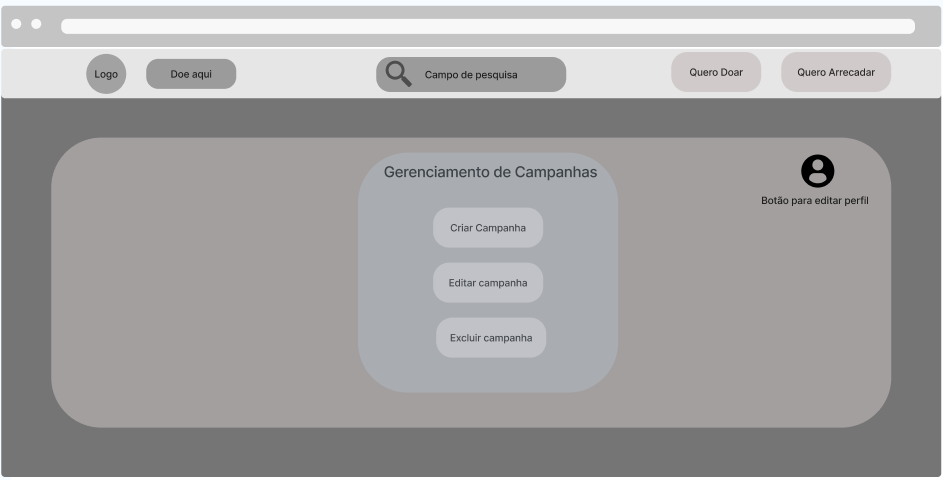 Logo
Doe aqui
Campo de pesquisa
Quero Doar
Quero Arrecadar
Gerenciamento de Campanhas
Botão para editar perfil
Criar Campanha
Editar campanha
Excluir campanha